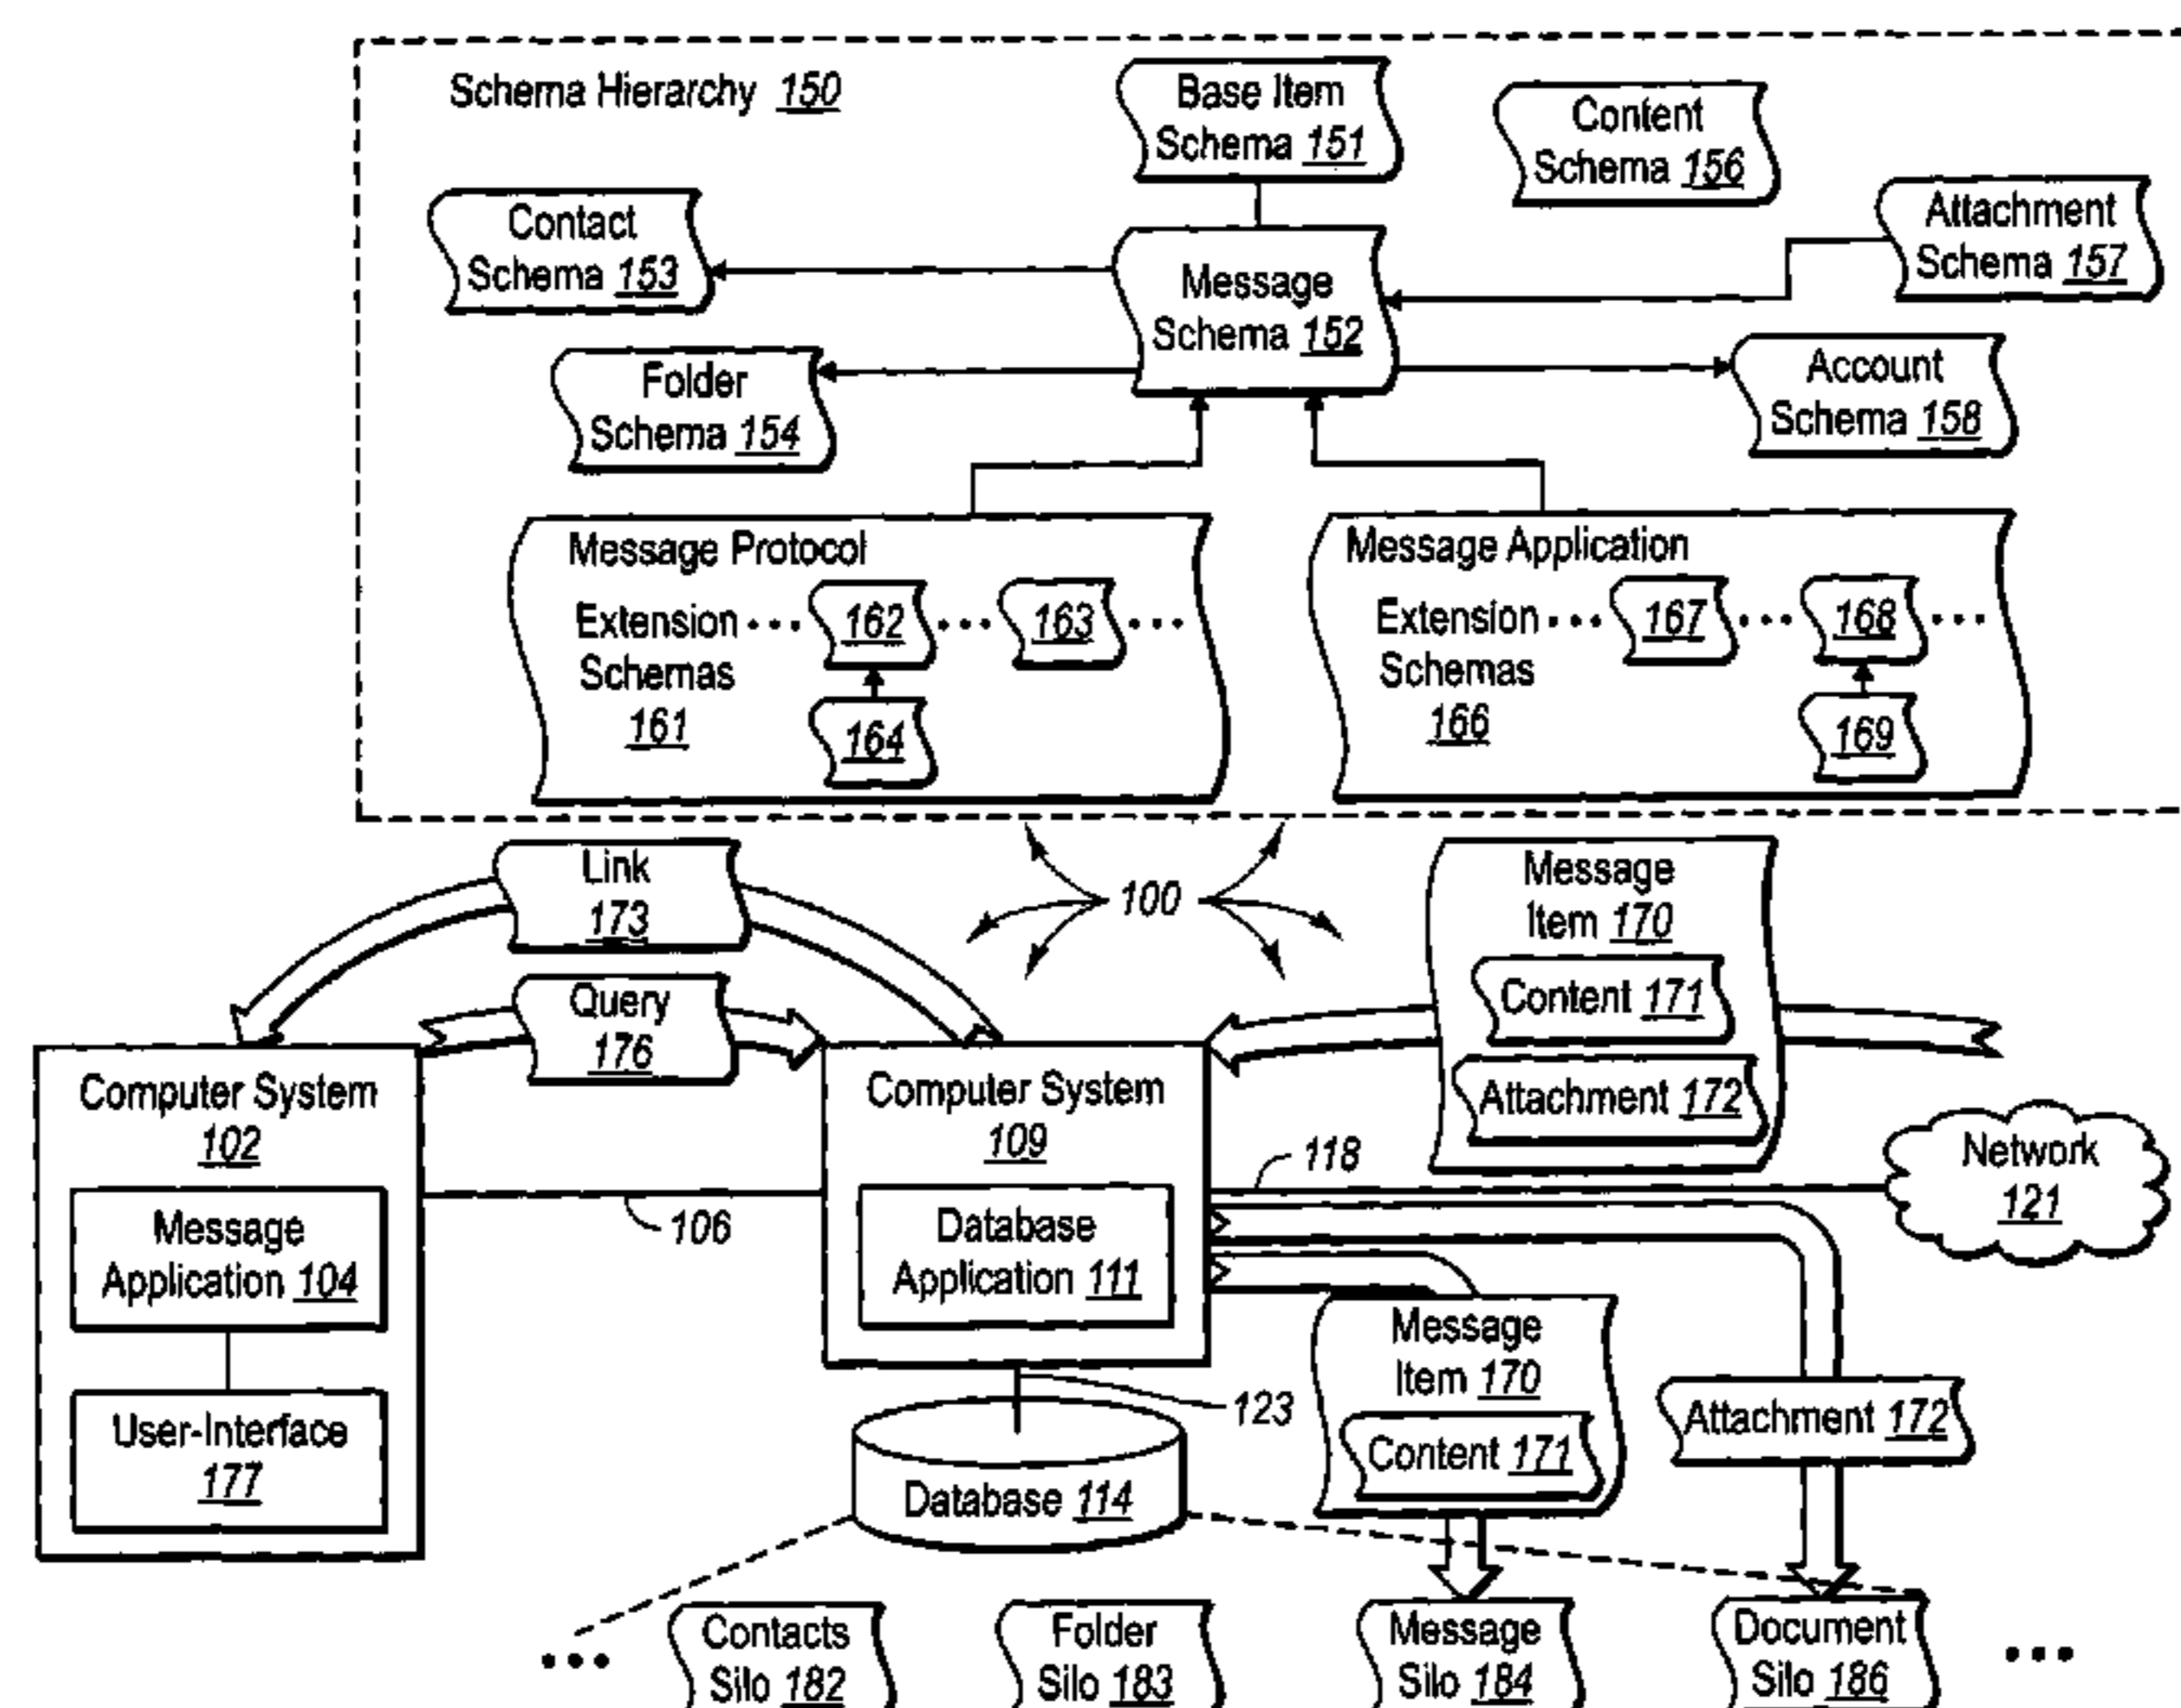 Schema Hierarchy 150
Base Item
Schema 151
Content
Schema 156
Contact
Schema 153
Message
Schema 152
Attachment
Schema 157
Folder
Schema 154
Account
Schema 158
Message Protocol
Extension ••• 162 ••• 163 •••
Schemas
161
164
Message Application
Extension ••• 167 ••• 168 •••
Schemas
166
169
Link
173
100
Message
Item 170
Content 171
Attachment 172
Query
176
Computer System
102
Message
Application 104
User-Interface
177
106
Computer System
109
Database
Application 111
118
Network
121
123
Database 114
Message
Item 170
Content 171
Attachment 172
•••
Contacts
Silo 182
Folder
Silo 183
Message
Silo 184
Document
Silo 186
•••